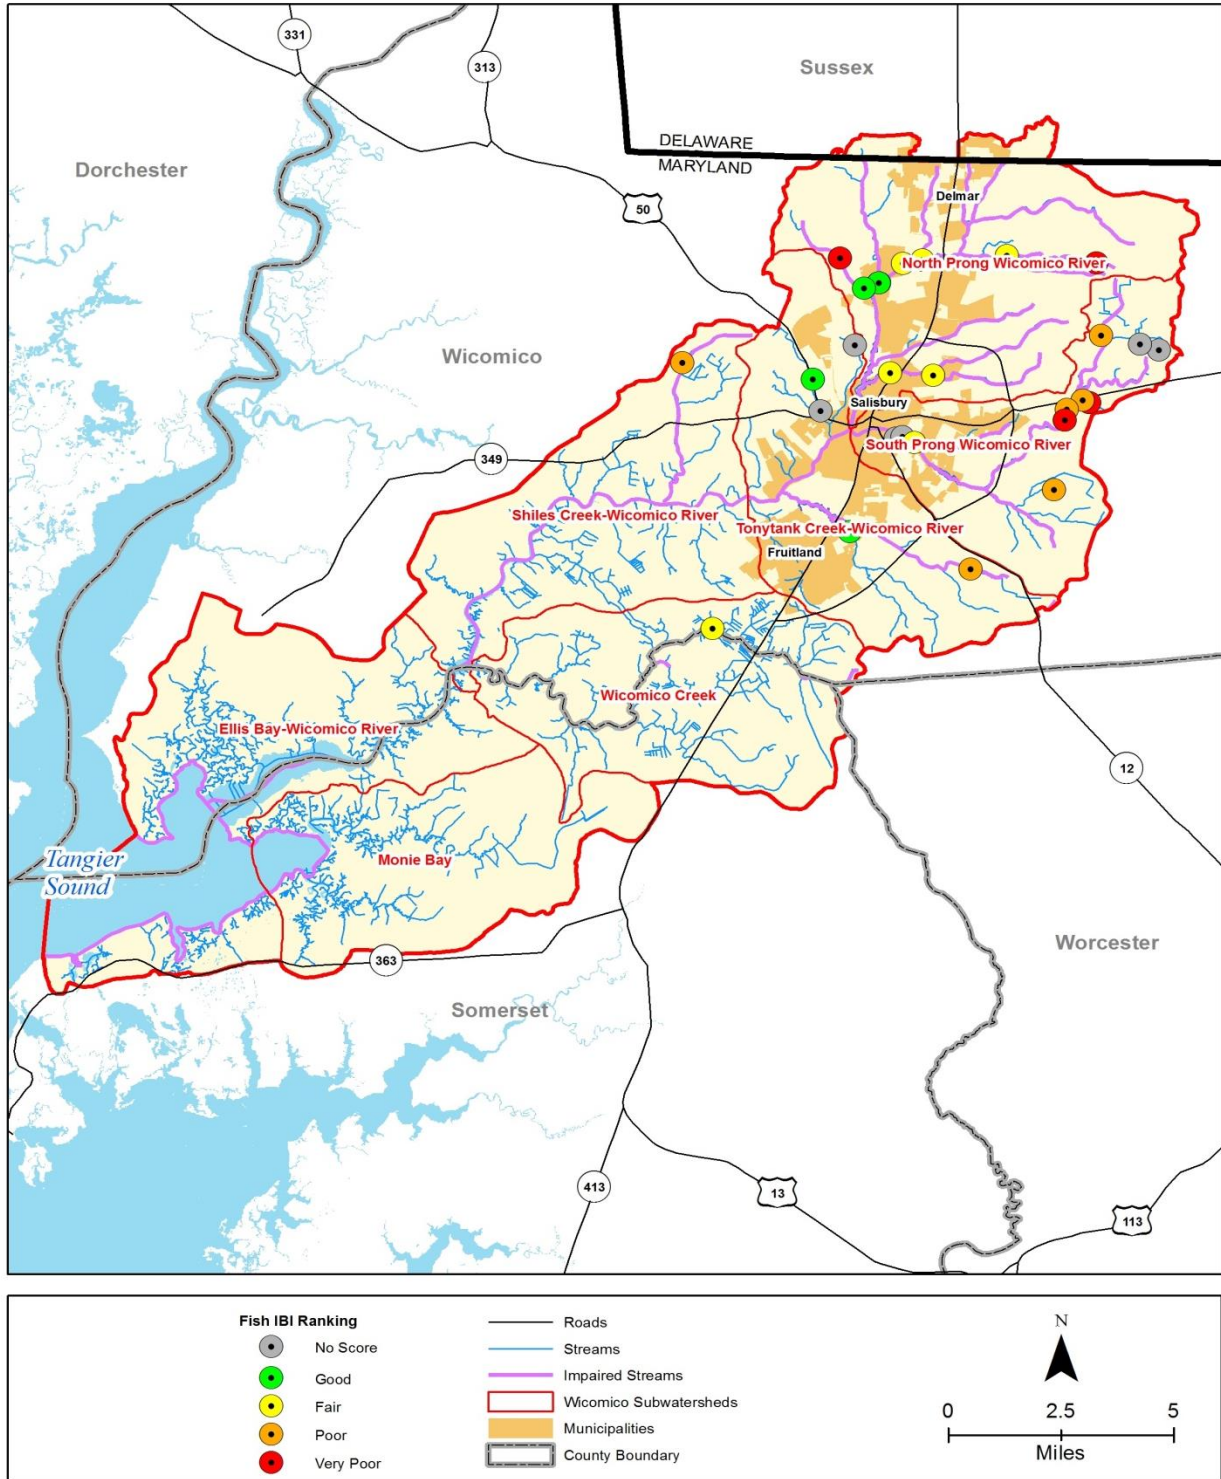 331
313
Sussex
DELAWARE
MARYLAND
Dorchester
50
Delmar
North Prong Wicomico River
Wicomico
Salisbury
South Prong Wicomico River
349
Shiles Creek-Wicomico River
Tonytank Creek-Wicomico River
Fruitland
Wicomico Creek
Ellis Bay-Wicomico River
12
Monie Bay
Tangier
Sound
Worcester
363
Somerset
413
13
113
Fish IBI Ranking
No Score
Good
Fair
Poor
Very Poor
Roads
Streams
Impaired Streams
Wicomico Subwatersheds
Municipalities
County Boundary
N
0 2.5 5
Miles